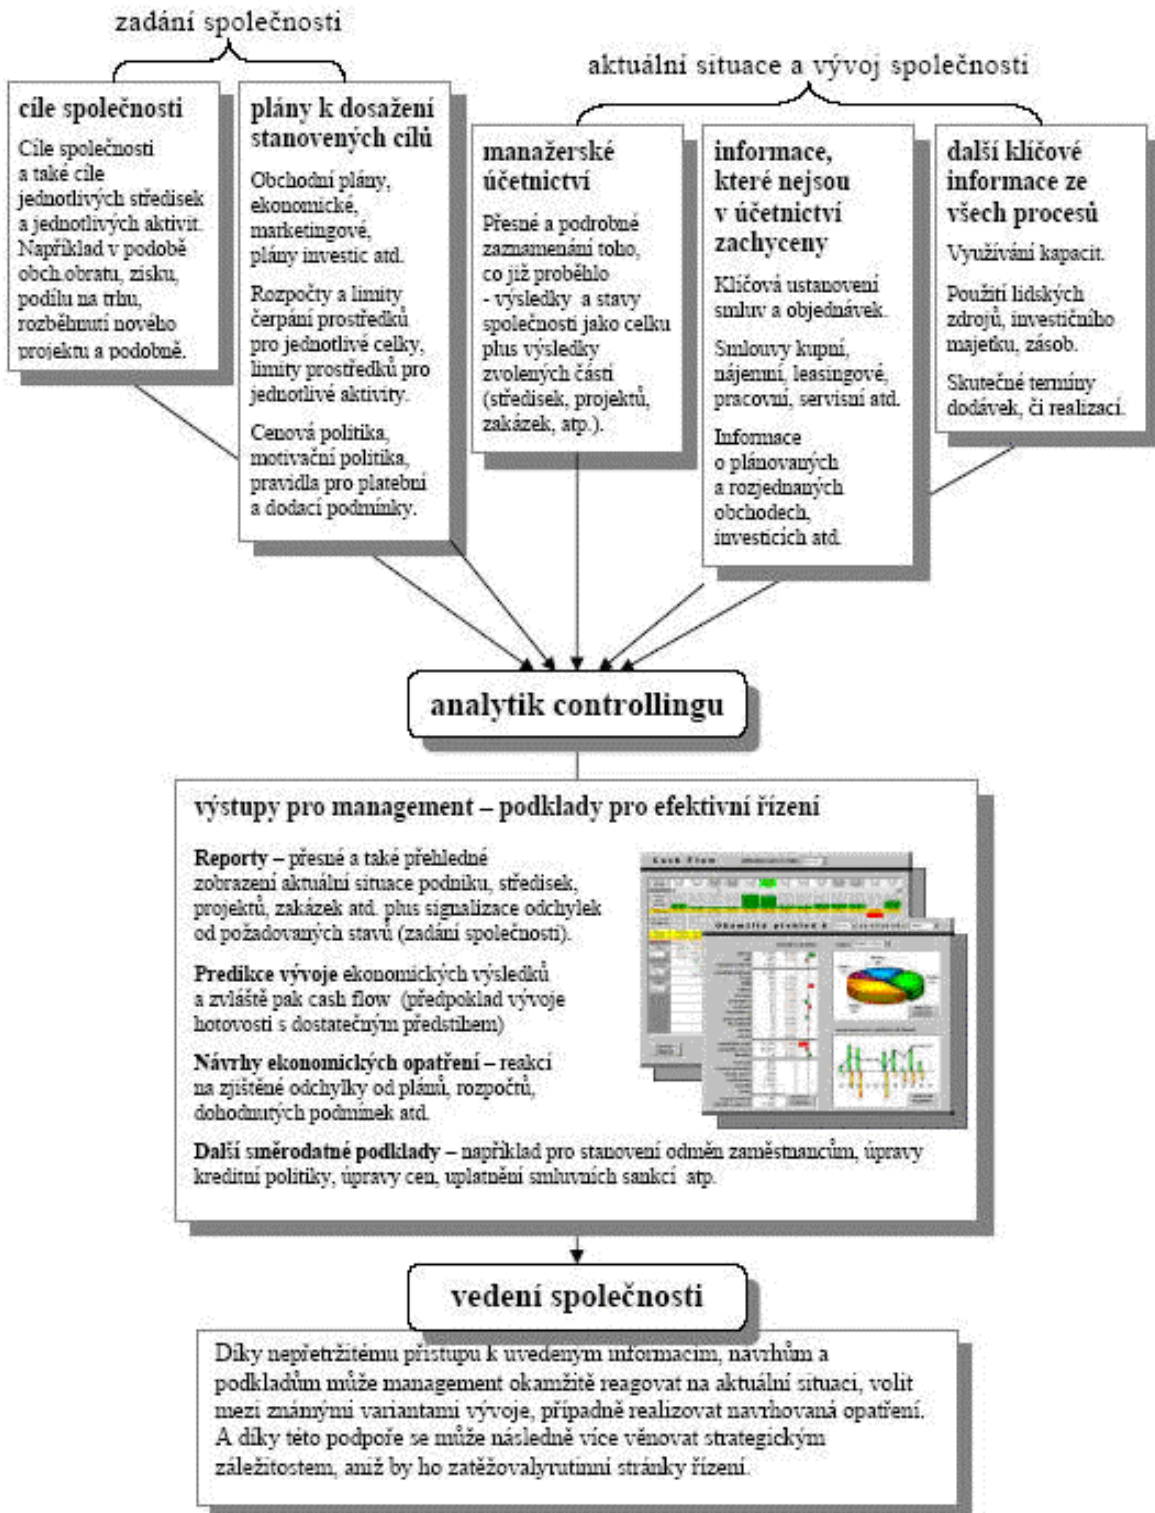 zadání společnosti
cíle společnosti
Cíle společnosti
a také cíle
jednotlivých středisek
a jednotlivých aktivit.
Například v podobě
obch.obratu, zisku,
podílu na trhu,
rozběhnutí nového
projektu a podobně.
plány k dosažení
stanovených cílů
Obchodní plány,
ekonomické,
marketingové,
plány investic atd.
Rozpočty a limity
čerpání prostředků
pro jednotlivé celky,
limity prostředků pro
jednotlivé aktivity.
Cenová politika,
motivační politika,
pravidla pro platební
a dodací podmínky.
aktuální situace a vývoj společnosti
manažerské
účetnictví
Přesné a podrobné
zaznamenání toho,
co již proběhlo
- výsledky a stavy
společnosti jako celku
plus výsledky
zvolených částí
(středisek, projektů,
zakázek, atp.).
informace,
které nejsou
v účetnictví
zachyceny
Klíčová ustanovení
smluv a objednávek.
Smlouvy kupní,
nájemní, leasingové,
pracovní, servisní atd.
Informace
o plánovaných
a rozjednaných
obchodech,
investicích atd.
další klíčové
informace ze
všech procesů
Využívání kapacit.
Použití lidských
zdrojů, investičního
majetku, zásob.
Skutečné termíny
dodávek, či realizací.
analytik controllingu
výstupy pro management – podklady pro efektivní řízení
Reporty – přesné a také přehledné
zobrazení aktuální situace podniku, středisek,
projektů, zakázek atd. plus signalizace odchylek
od požadovaných stavů (zadání společnosti).
Predikce vývoje ekonomických výsledků
a zvláště pak cash flow (předpoklad vývoje
hotovosti s dostatečným předstihem)
Návrhy ekonomických opatření – reakcí
na zjištěné odchylky od plánů, rozpočtů,
dohodnutých podmínek atd.
Cash Flow
Okamžitý přehled
Další směrodatné podklady – například pro stanovení odměn zaměstnancům, úpravy
kreditní politiky, úpravy cen, uplatnění smluvních sankcí atp.
vedení společnosti
Díky nepřetržitému přístupu k uvedeným informacím, návrhům a
podkladům může management okamžitě reagovat na aktuální situaci, volit
mezi známými variantami vývoje, případně realizovat navrhovaná opatření.
A díky této podpoře se může následně více věnovat strategickým
záležitostem, aniž by ho zatěžovalyrutinní stránky řízení.